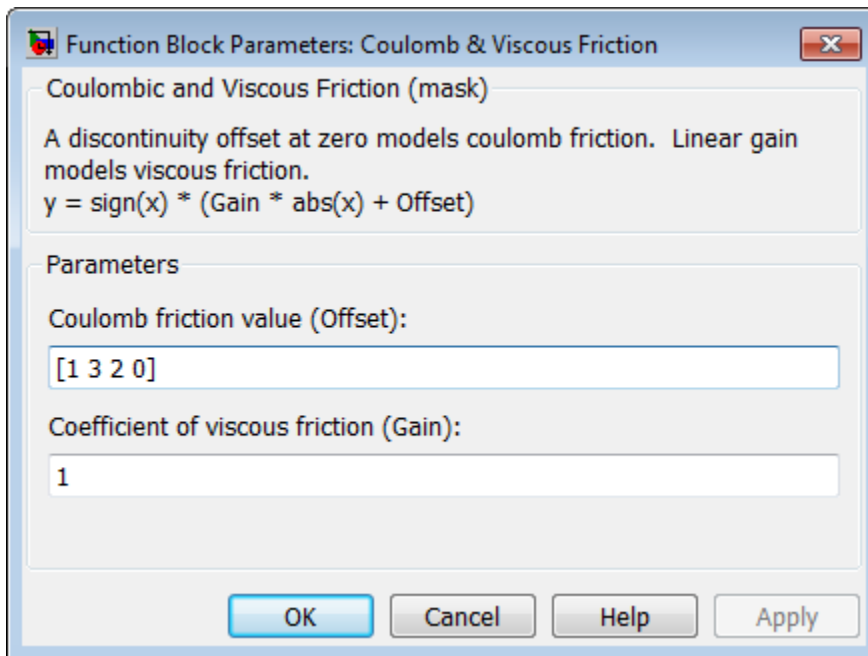 Function Block Parameters: Coulomb & Viscous Friction
Coulombic and Viscous Friction (mask)
A discontinuity offset at zero models coulomb friction.  Linear gain
models viscous friction.
y = sign(x) * (Gain * abs(x) + Offset)
Parameters
Coulomb friction value (Offset):
[1 3 2 0]
Coefficient of viscous friction (Gain):
1
OK
Cancel
Help
Apply